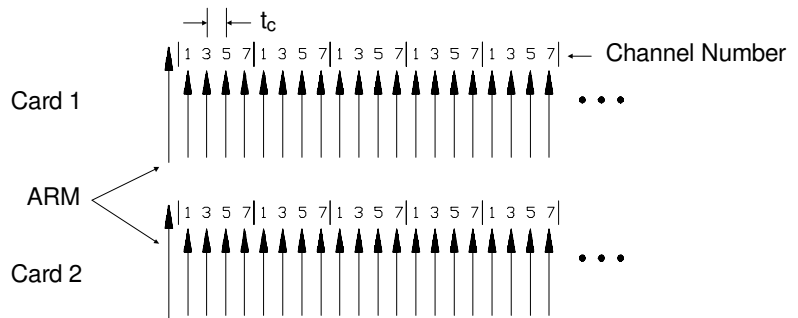 t_c
1 3 5 7 1 3 5 7 1 3 5 7 1 3 5 7 1 3 5 7 Channel Number
Card 1
ARM
1 3 5 7 1 3 5 7 1 3 5 7 1 3 5 7 1 3 5 7
Card 2